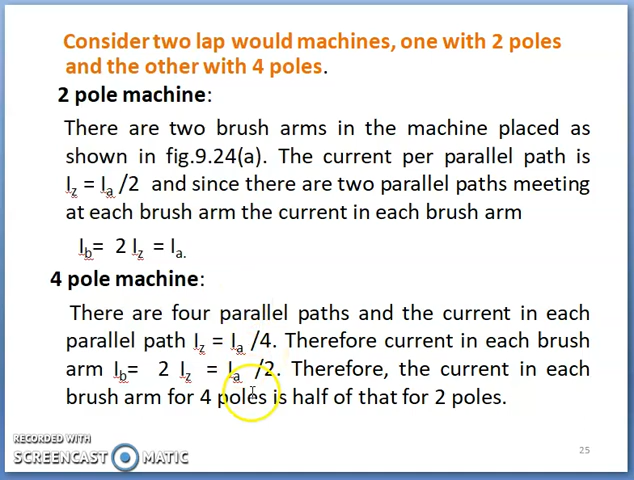 Consider two lap would machines, one with 2 poles
and the other with 4 poles.
2 pole machine:
There are two brush arms in the machine placed as
shown in fig.9.24(a). The current per parallel path is
Iz = Ia /2 and since there are two parallel paths meeting
at each brush arm the current in each brush arm
Ib= 2 Iz = Ia.
4 pole machine:
There are four parallel paths and the current in each
parallel path Iz = Ia /4. Therefore current in each brush
arm Ib= 2 Iz = Ia /2. Therefore, the current in each
brush arm for 4 poles is half of that for 2 poles.
RECORDED WITH
SCREENCAST MATIC
25